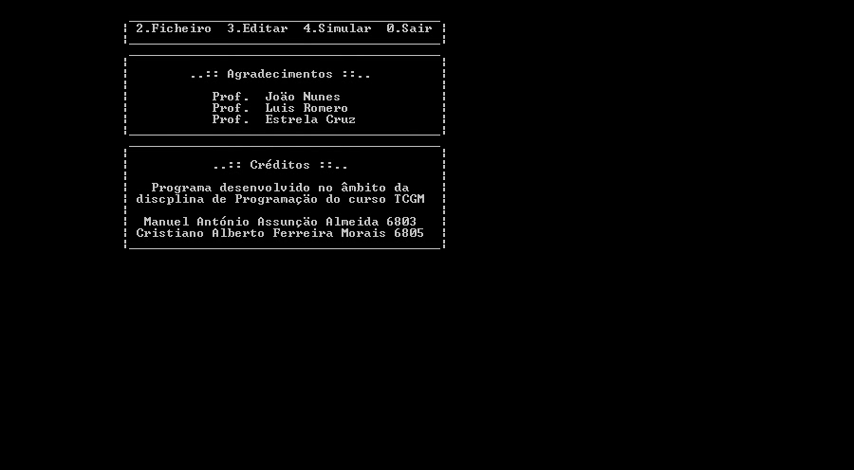 2.Ficheiro 3.Editar 4.Simular 0.Sair
..:: Agradecimentos ::..
Prof. João Nunes
Prof. Luis Romero
Prof. Estrela Cruz
..:: Créditos ::..
Programa desenvolvido no âmbito da
discplina de Programação do curso TCGM
Manuel António Assunção Almeida 6803
Cristiano Alberto Ferreira Morais 6805